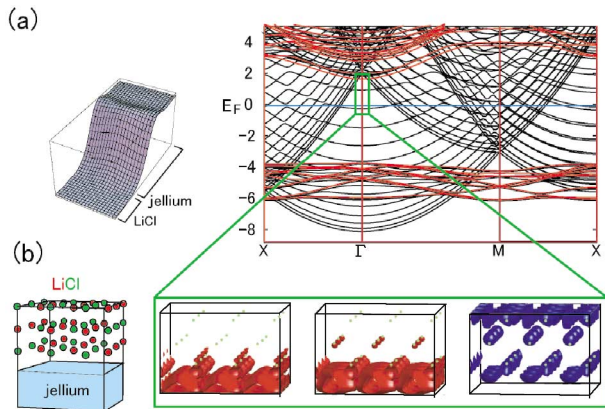 (a)
jellium
LiCl
4
2
E_F 0
−2
−4
−6
−8
X Γ M X
(b)
LiCl
jellium